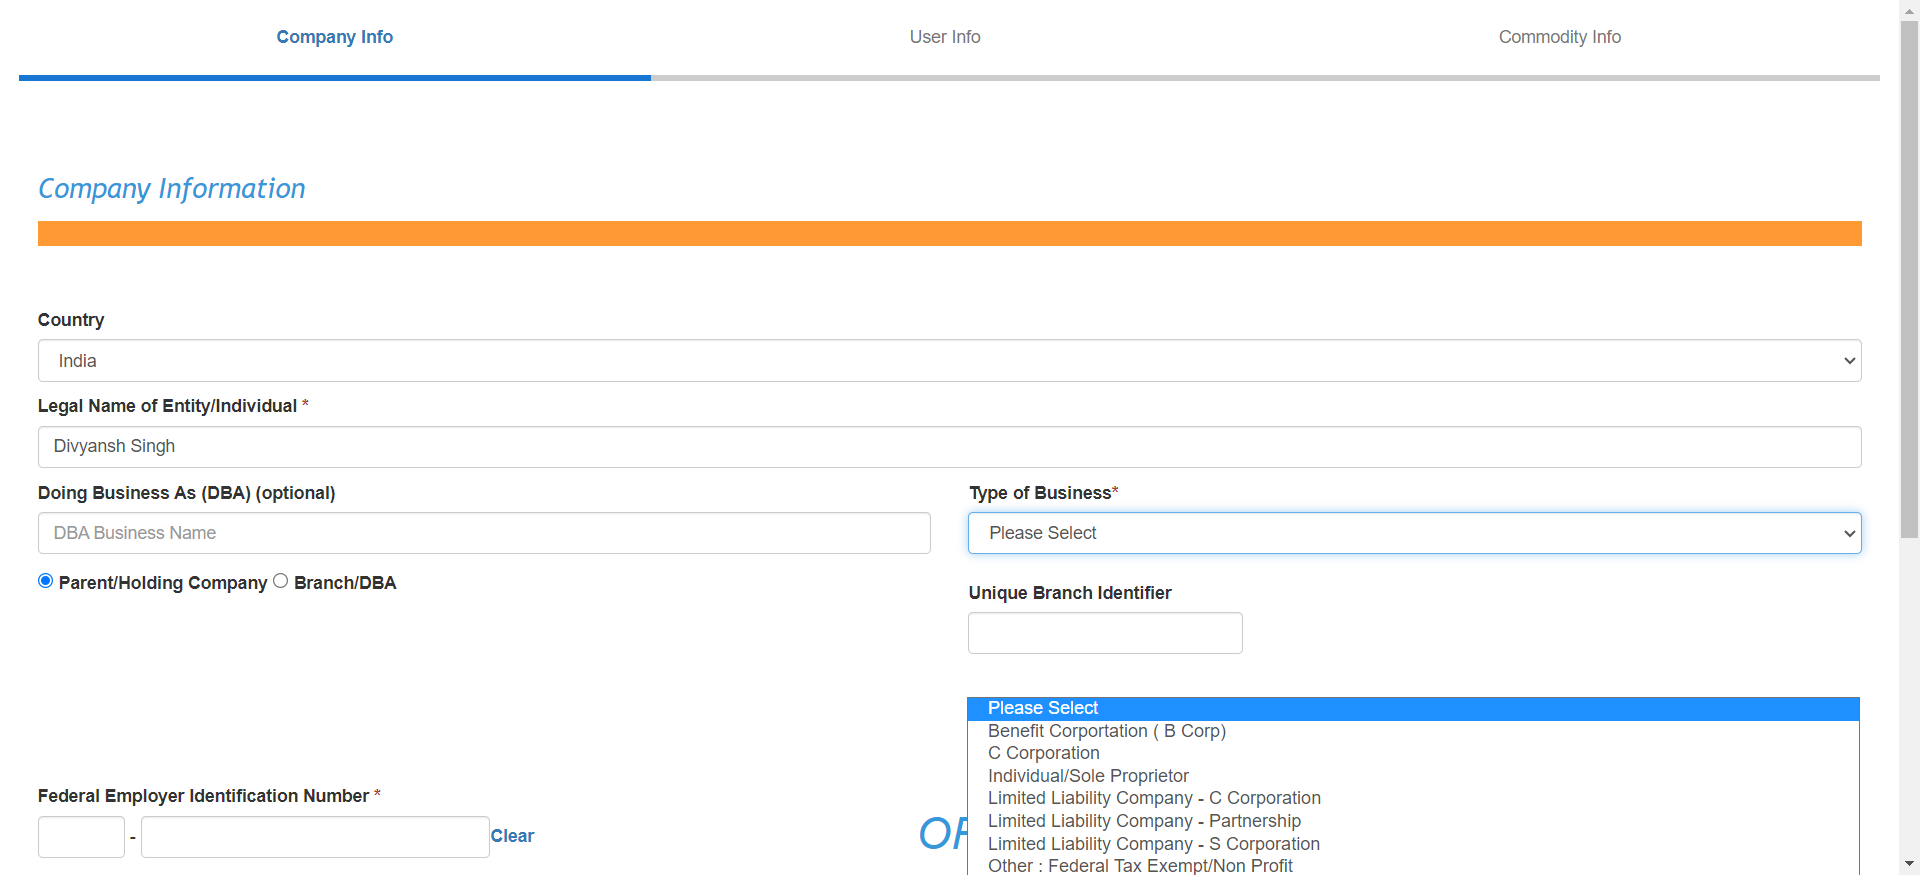 Company Info
User Info
Commodity Info
Company Information
Country
India
Legal Name of Entity/Individual *
Divyansh Singh
Doing Business As (DBA) (optional)
Type of Business*
DBA Business Name
Please Select
Parent/Holding Company
Branch/DBA
Unique Branch Identifier
Please Select
Benefit Corportation ( B Corp)
C Corporation
Individual/Sole Proprietor
Limited Liability Company - C Corporation
Limited Liability Company - Partnership
Limited Liability Company - S Corporation
Other : Federal Tax Exempt/Non Profit
Federal Employer Identification Number *
-
Clear